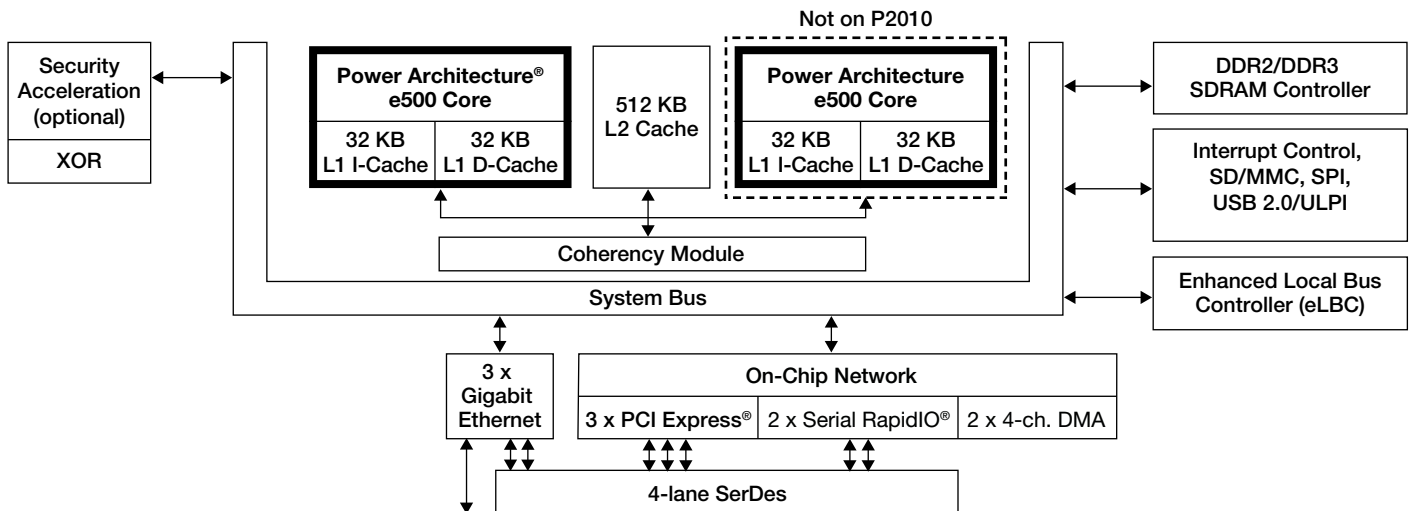 Not on P2010
Security
Acceleration
(optional)
XOR
Power Architecture®
e500 Core
32 KB
L1 I-Cache
32 KB
L1 D-Cache
512 KB
L2 Cache
Power Architecture
e500 Core
32 KB
L1 I-Cache
32 KB
L1 D-Cache
DDR2/DDR3
SDRAM Controller
Interrupt Control,
SD/MMC, SPI,
USB 2.0/ULPI
Coherency Module
System Bus
Enhanced Local Bus
Controller (eLBC)
3 x
Gigabit
Ethernet
On-Chip Network
3 x PCI Express®
2 x Serial RapidIO®
2 x 4-ch. DMA
4-lane SerDes